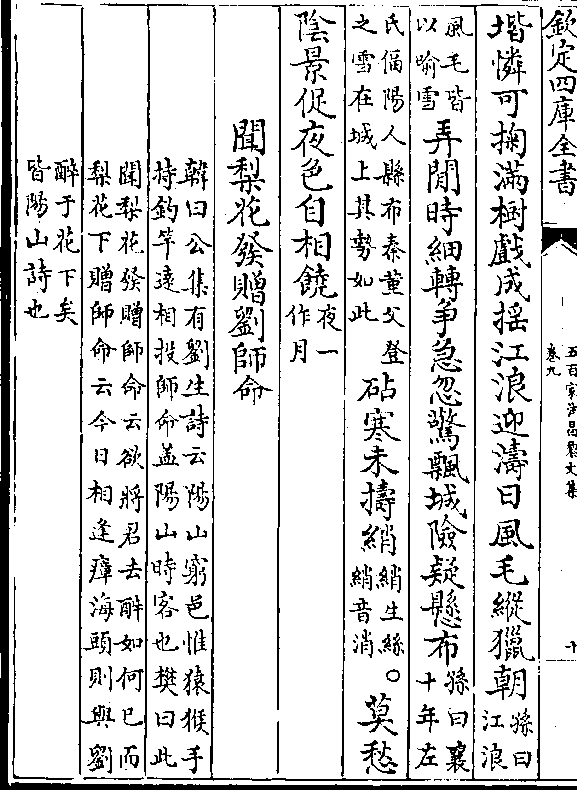 欽定四庫全書
五百家注昌黎文集
卷九
十
堦憐可掬滿樹戲成揺江浪迎濤日風毛縱獵朝孫曰江浪
風毛皆以喻雪弄閒時細轉爭急忽驚飄城險疑懸布孫曰襄十年左
氏偪陽人縣布秦堇父登之雪在城上其勢如此砧寒未擣綃綃生絲綃音消。莫愁
陰景促夜色自相饒夜一作月
聞梨花發贈劉師命
韓曰公集有劉生詩云陽山窮邑惟猿猴手
持釣竿逺相投師命葢陽山時客也樊曰此
聞梨花發贈師命云欲將君去醉如何已而
梨花下贈師命云今日相逢瘴海頭則與劉
醉于花下矣
皆陽山詩也